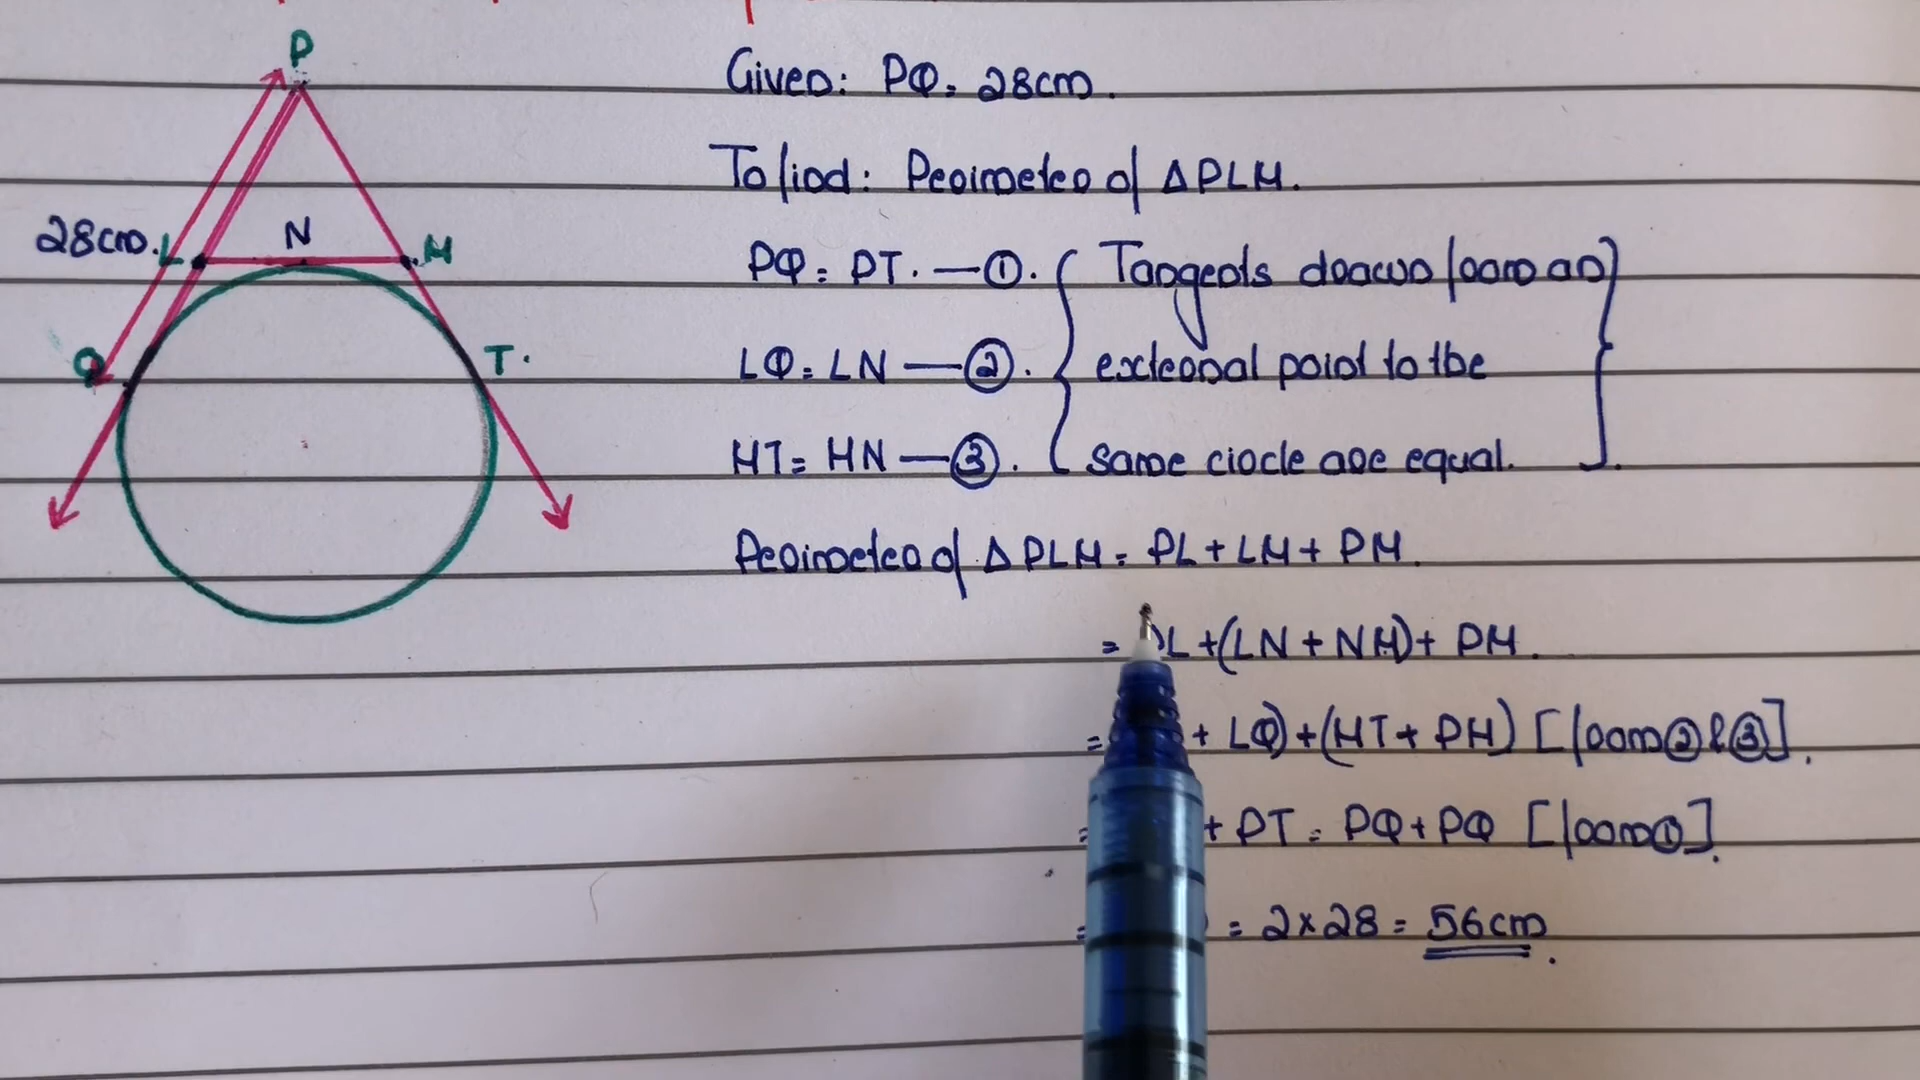 P
28cm.
L
N
M
Q
T.
Given: PQ = 28cm.
To find: Perimeter of ΔPLM.
PQ = PT. — ①.
LQ = LN — ②.
MT = MN — ③.
{ Tangents drawn from an
external point to the
same circle are equal. }
Perimeter of ΔPLM = PL + LM + PM.
= PL + (LN + NM) + PM.
= + LQ) + (MT + PM) [from ② & ③].
= + PT = PQ + PQ [from ①].
= = 2 × 28 = 56cm.